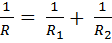 1/R = 1/R₁ + 1/R₂